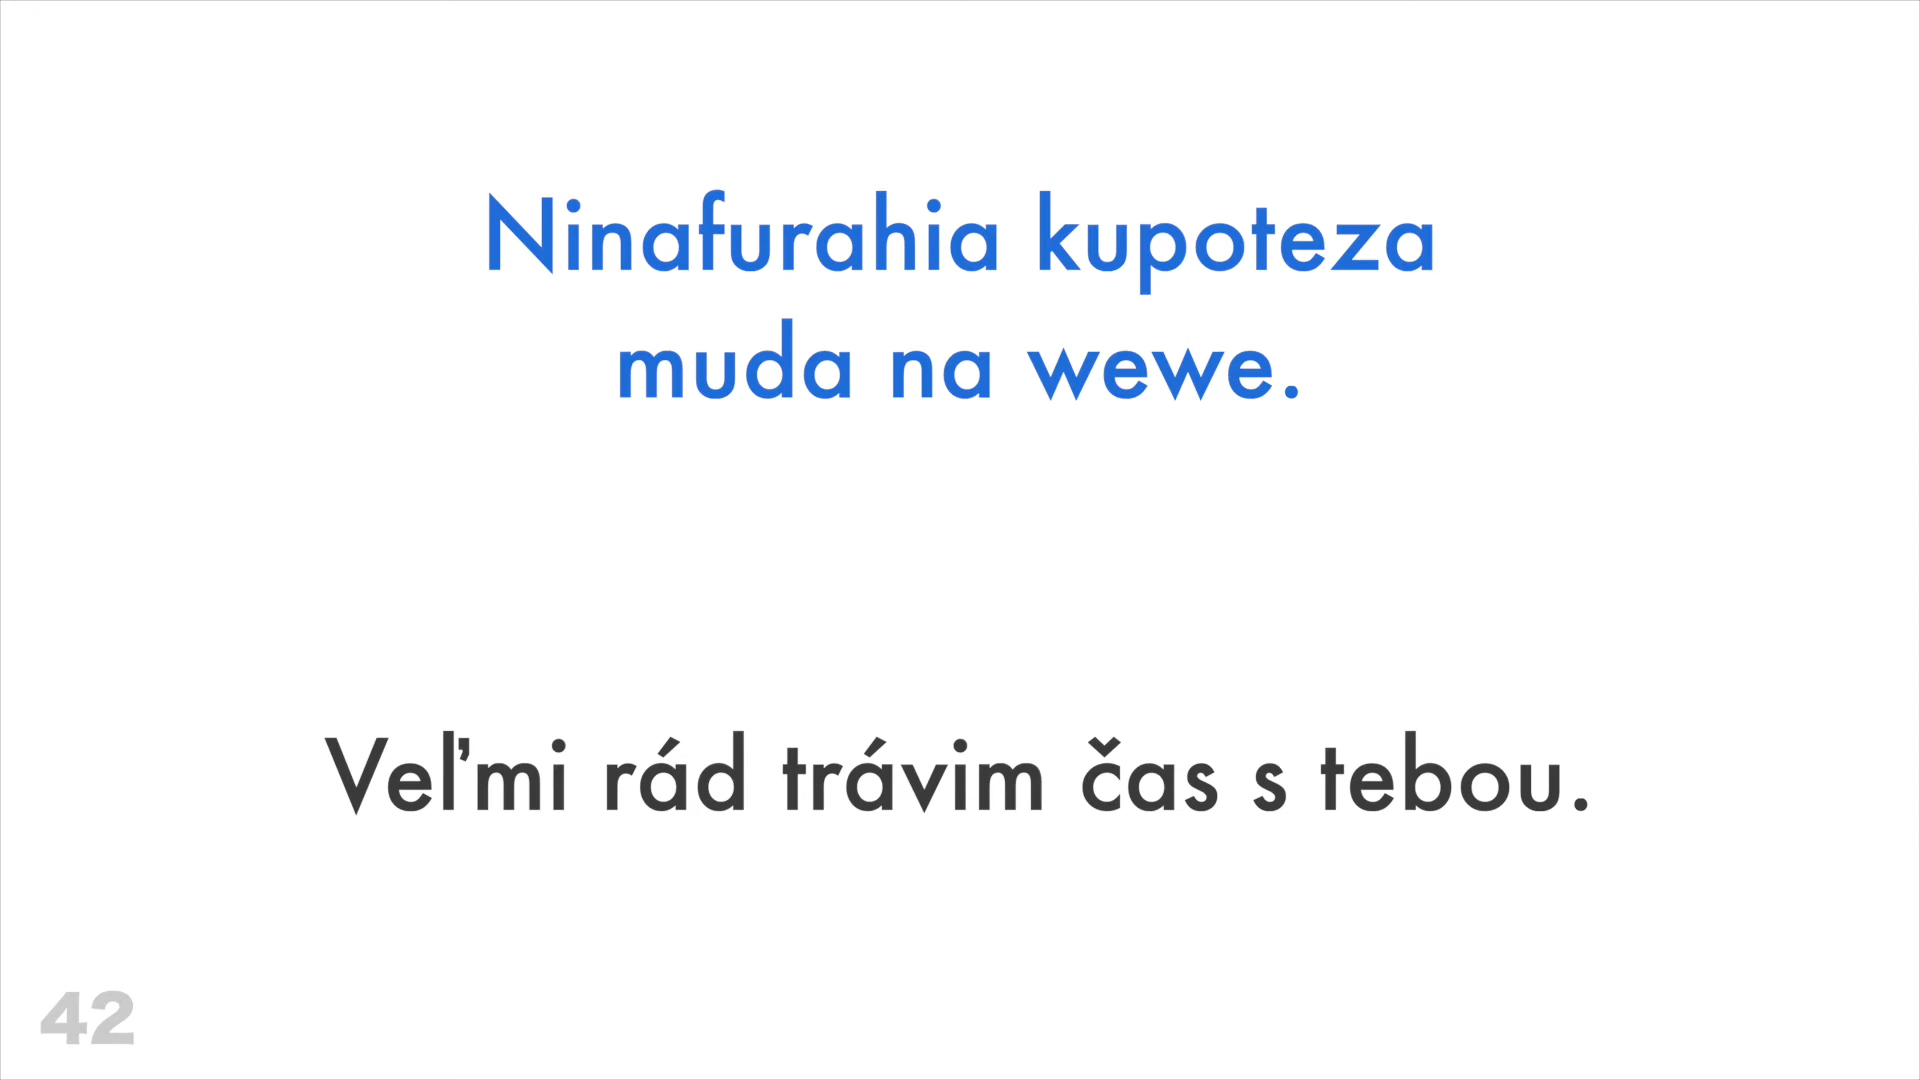 Ninafurahia kupoteza
muda na wewe.
Veľmi rád trávim čas s tebou.
42